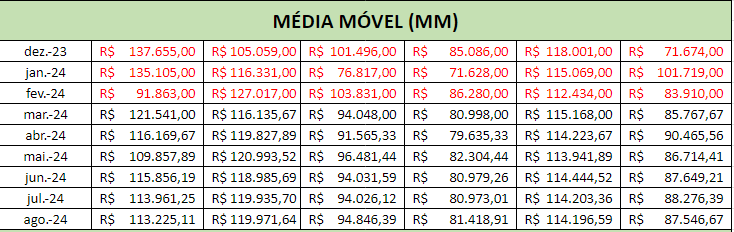 MÉDIA MÓVEL (MM)
dez.-23 R$ 137.655,00 R$ 105.059,00 R$ 101.496,00 R$ 85.086,00 R$ 118.001,00 R$ 71.674,00
jan.-24 R$ 135.105,00 R$ 116.331,00 R$ 76.817,00 R$ 71.628,00 R$ 115.069,00 R$ 101.719,00
fev.-24 R$ 91.863,00 R$ 127.017,00 R$ 103.831,00 R$ 86.280,00 R$ 112.434,00 R$ 83.910,00
mar.-24 R$ 121.541,00 R$ 116.135,67 R$ 94.048,00 R$ 80.998,00 R$ 115.168,00 R$ 85.767,67
abr.-24 R$ 116.169,67 R$ 119.827,89 R$ 91.565,33 R$ 79.635,33 R$ 114.223,67 R$ 90.465,56
mai.-24 R$ 109.857,89 R$ 120.993,52 R$ 96.481,44 R$ 82.304,44 R$ 113.941,89 R$ 86.714,41
jun.-24 R$ 115.856,19 R$ 118.985,69 R$ 94.031,59 R$ 80.979,26 R$ 114.444,52 R$ 87.649,21
jul.-24 R$ 113.961,25 R$ 119.935,70 R$ 94.026,12 R$ 80.973,01 R$ 114.203,36 R$ 88.276,39
ago.-24 R$ 113.225,11 R$ 119.971,64 R$ 94.846,39 R$ 81.418,91 R$ 114.196,59 R$ 87.546,67